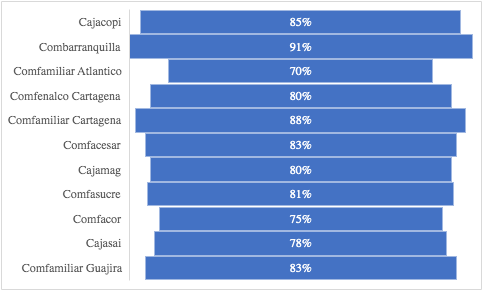 Cajacopi 85%
Combarranquilla 91%
Comfamiliar Atlantico 70%
Comfenalco Cartagena 80%
Comfamiliar Cartagena 88%
Comfacesar 83%
Cajamag 80%
Comfasucre 81%
Comfacor 75%
Cajasai 78%
Comfamiliar Guajira 83%